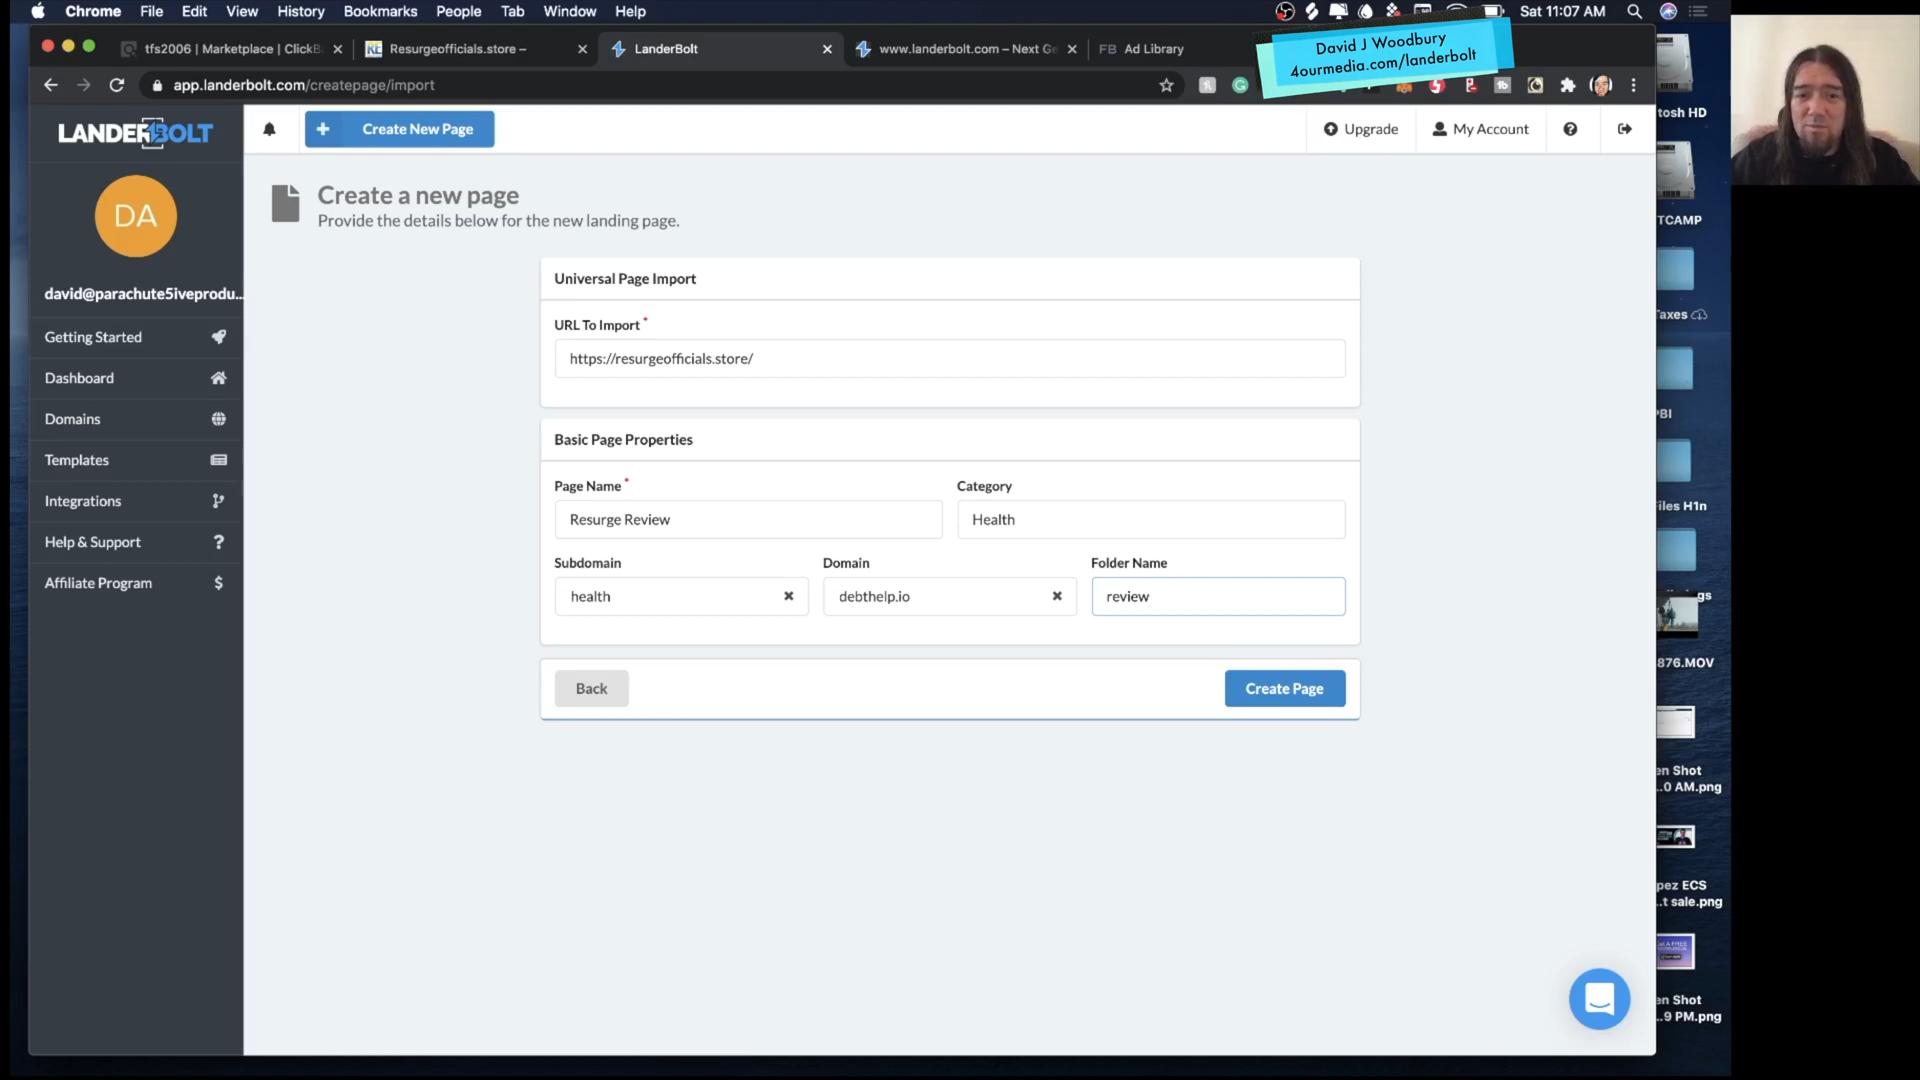 Chrome File Edit View History Bookmarks People Tab Window Help
Sat 11:07 AM
tfs2006 | Marketplace | ClickB
Resurgeofficials.store –
LanderBolt
www.landerbolt.com – Next Ge
FB Ad Library
David J Woodbury
4ourmedia.com/landerbolt
app.landerbolt.com/createpage/import
LANDERBOLT
Create New Page
Upgrade
My Account
DA
david@parachute5iveprodu...
Getting Started
Dashboard
Domains
Templates
Integrations
Help & Support
Affiliate Program
Create a new page
Provide the details below for the new landing page.
Universal Page Import
URL To Import *
https://resurgeofficials.store/
Basic Page Properties
Page Name *
Category
Resurge Review
Health
Subdomain
Domain
Folder Name
health
debthelp.io
review
Back
Create Page
tosh HD
TCAMP
Taxes
PBI
iles H1n
gs
876.MOV
en Shot
..0 AM.png
pez ECS
..t sale.png
en Shot
..9 PM.png